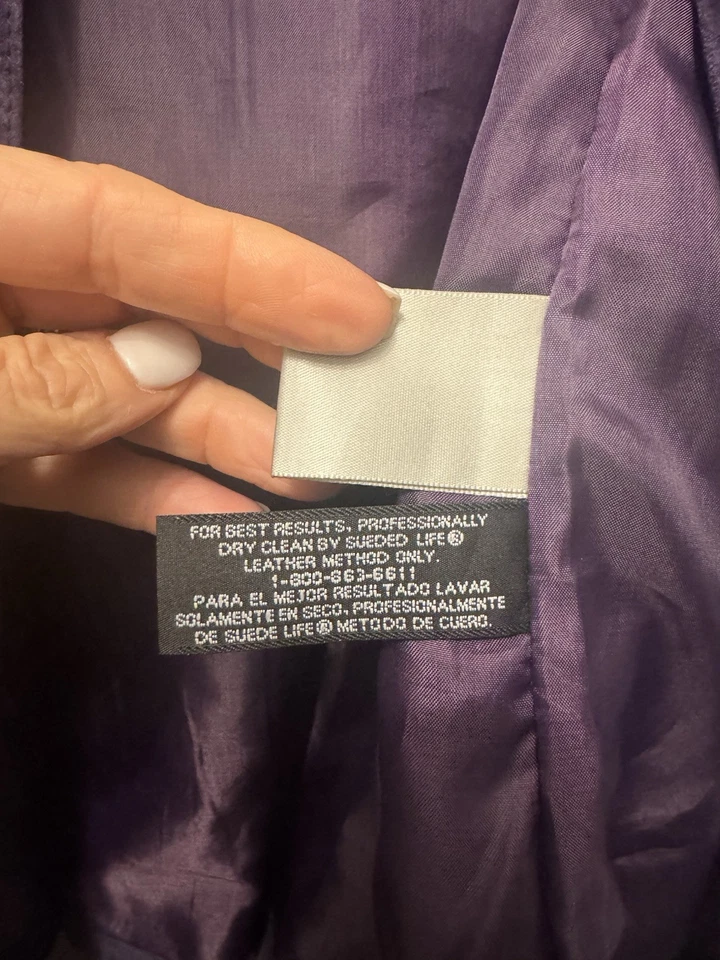 FOR BEST RESULTS, PROFESSIONALLY
DRY CLEAN BY SUEDED LIFE®
LEATHER METHOD ONLY.
1-800-663-6611
PARA EL MEJOR RESULTADO LAVAR
SOLAMENTE EN SECO, PROFESIONALMENTE
DE SUEDE LIFE® METODO DE CUERO.